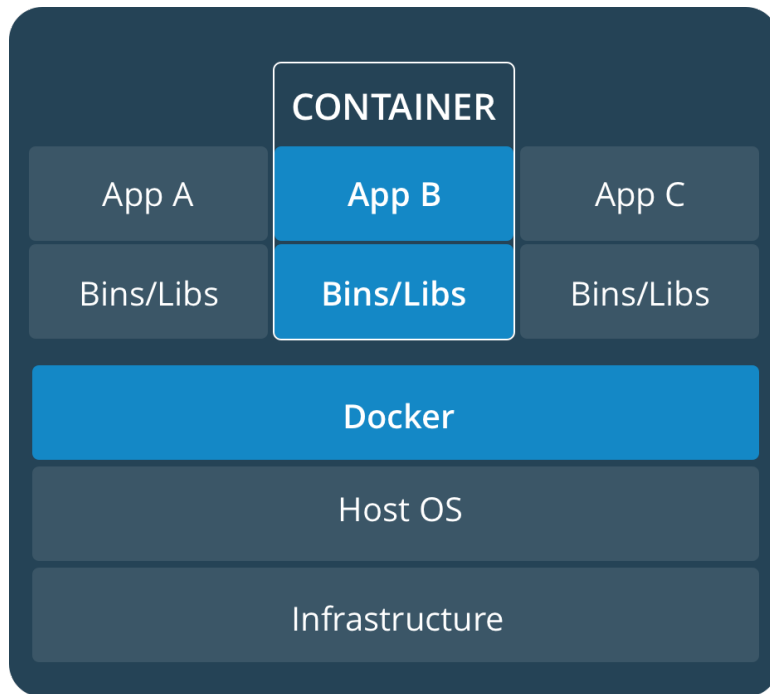 CONTAINER
App A App B App C
Bins/Libs Bins/Libs Bins/Libs
Docker
Host OS
Infrastructure